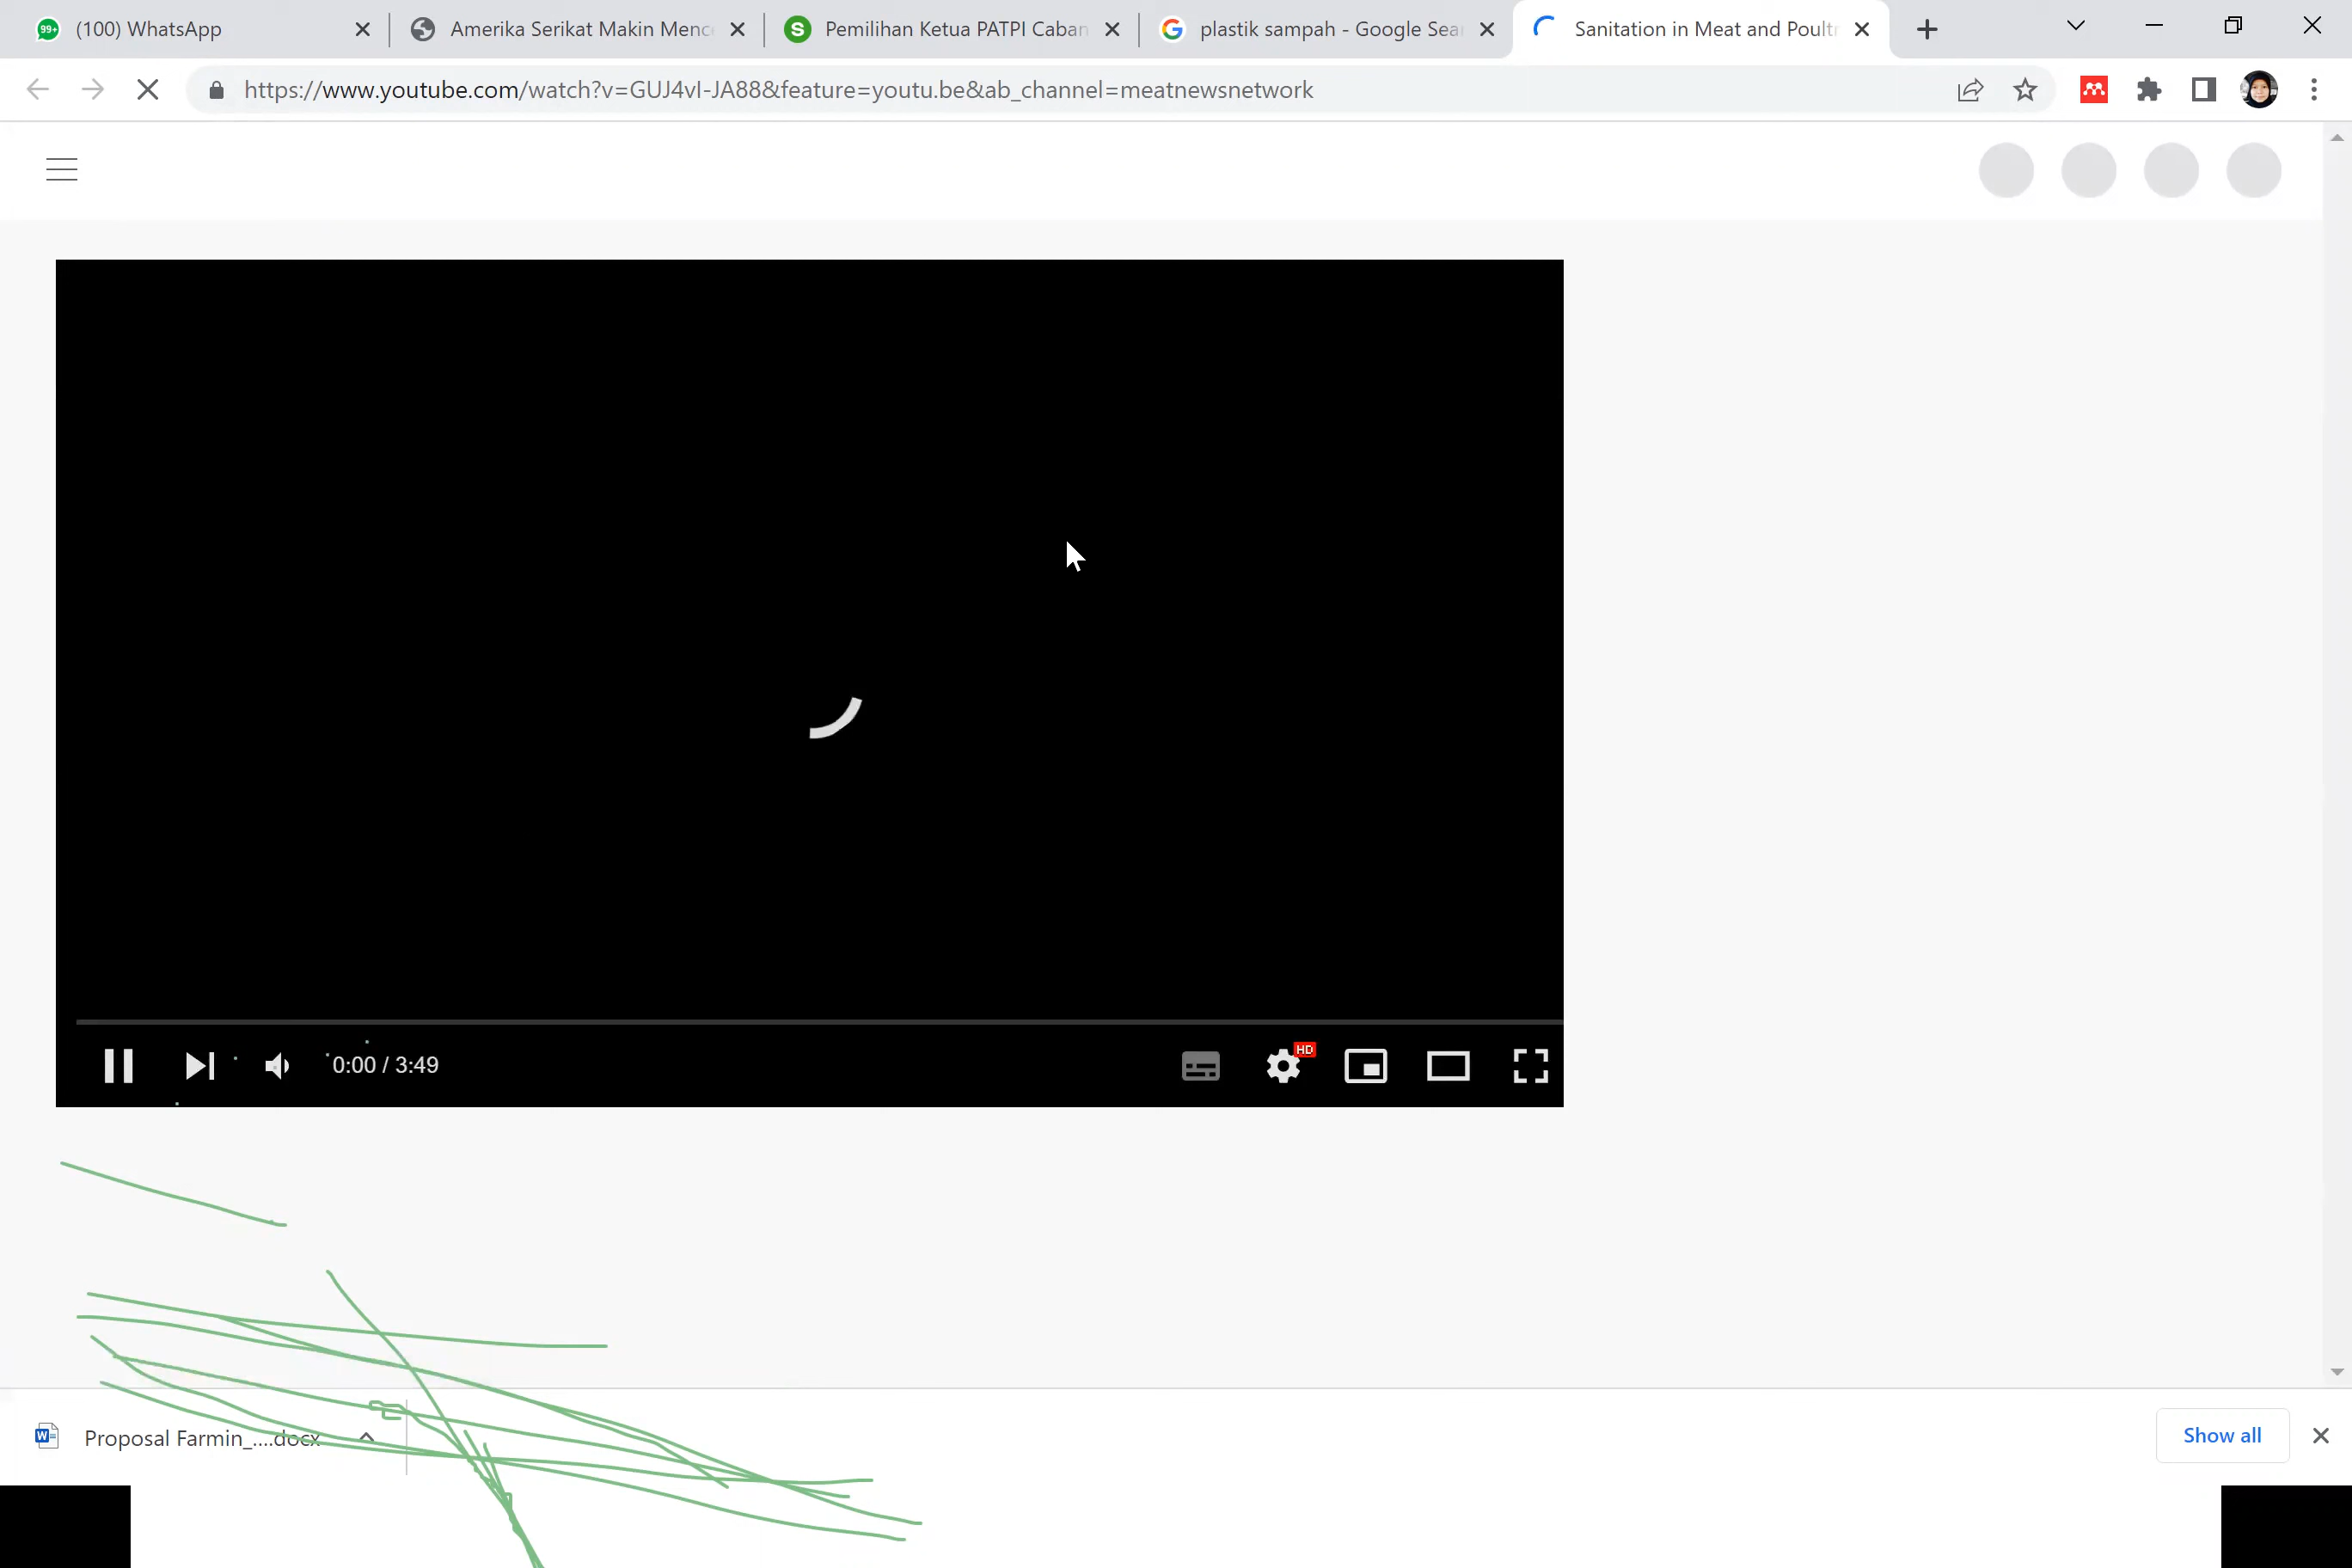 99+ (100) WhatsApp
Amerika Serikat Makin Menc
S Pemilihan Ketua PATPI Caban
plastik sampah - Google Sea
Sanitation in Meat and Poultr
https://www.youtube.com/watch?v=GUJ4vI-JA88&feature=youtu.be&ab_channel=meatnewsnetwork
0:00 / 3:49
HD
W Proposal Farmin_....docx
Show all